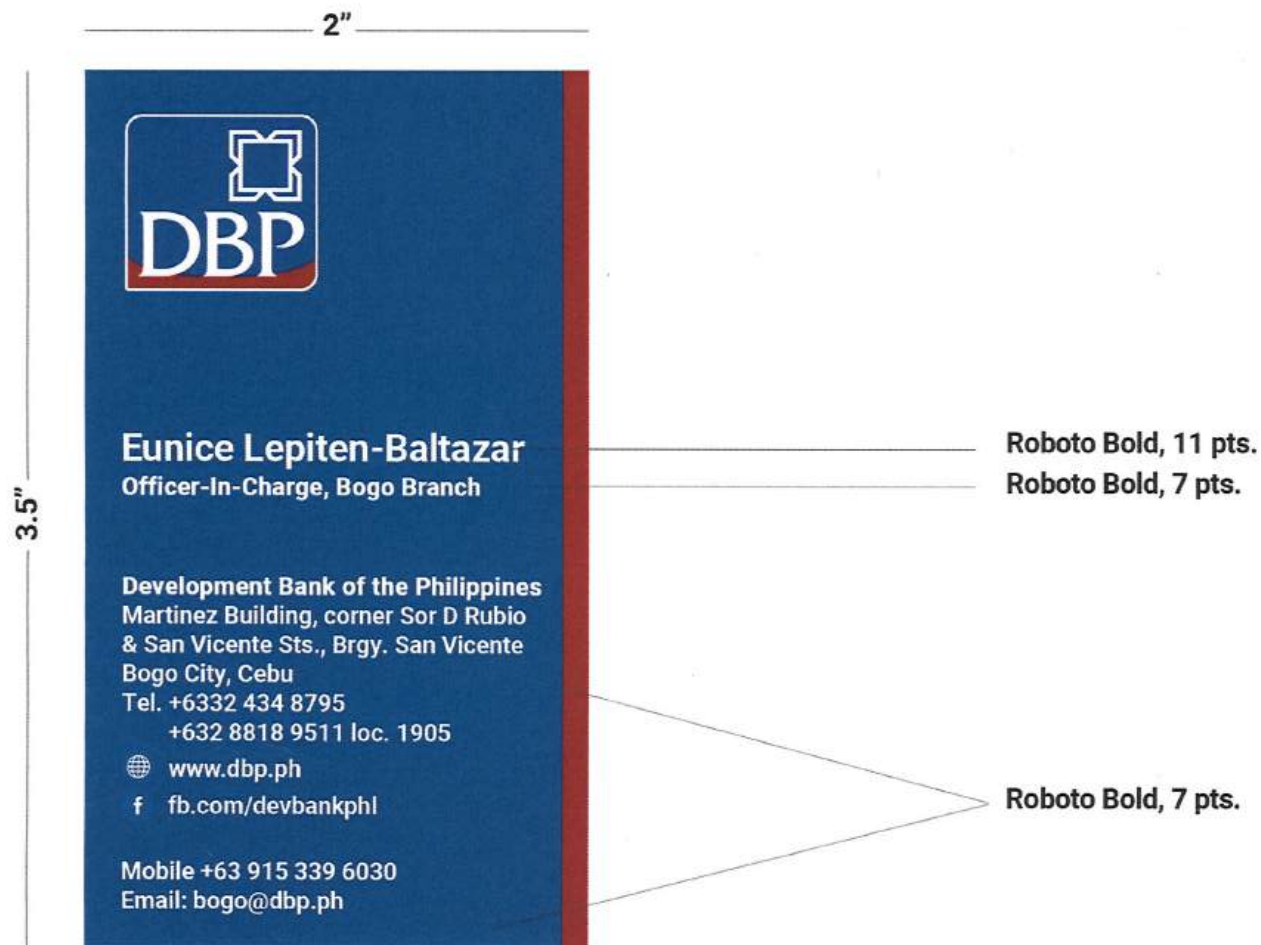 2”
3.5”
DBP
Eunice Lepiten-Baltazar
Officer-In-Charge, Bogo Branch
Roboto Bold, 11 pts.
Roboto Bold, 7 pts.
Development Bank of the Philippines
Martinez Building, corner Sor D Rubio
& San Vicente Sts., Brgy. San Vicente
Bogo City, Cebu
Tel. +6332 434 8795
+632 8818 9511 loc. 1905
www.dbp.ph
f fb.com/devbankphl
Mobile +63 915 339 6030
Email: bogo@dbp.ph
Roboto Bold, 7 pts.